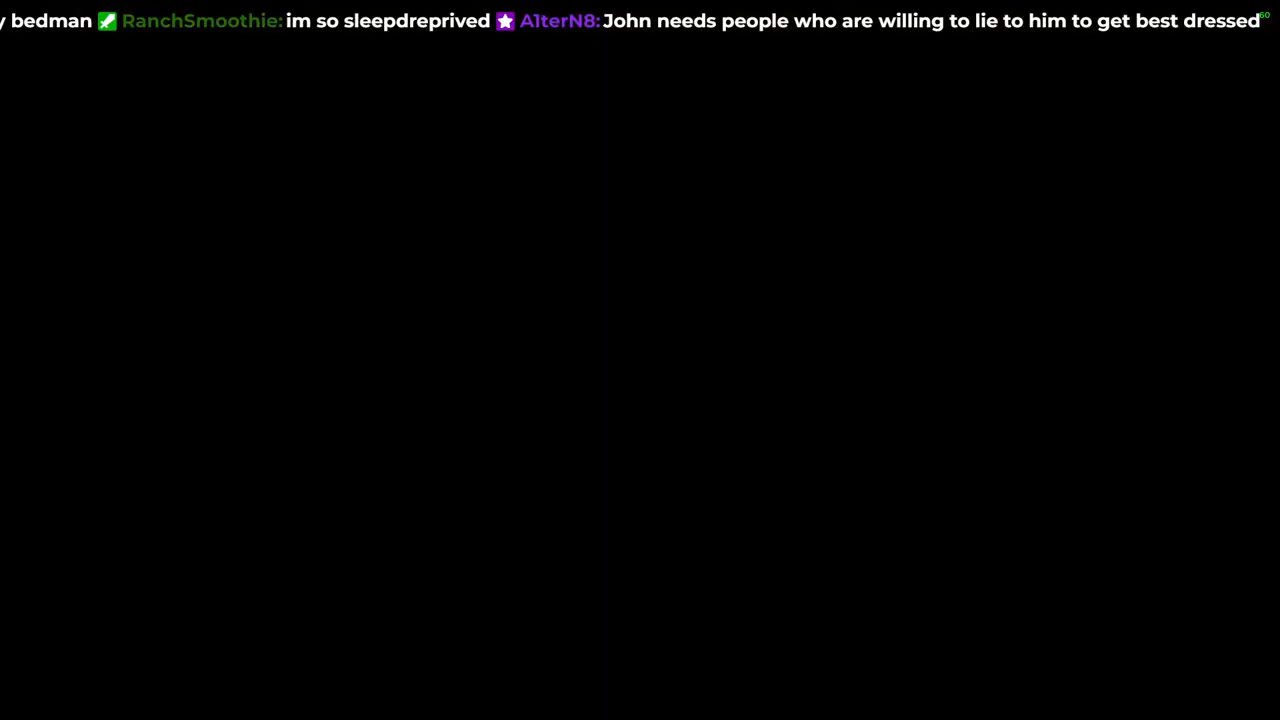 y bedman RanchSmoothie: im so sleepdreprived A1terN8: John needs people who are willing to lie to him to get best dressed 60